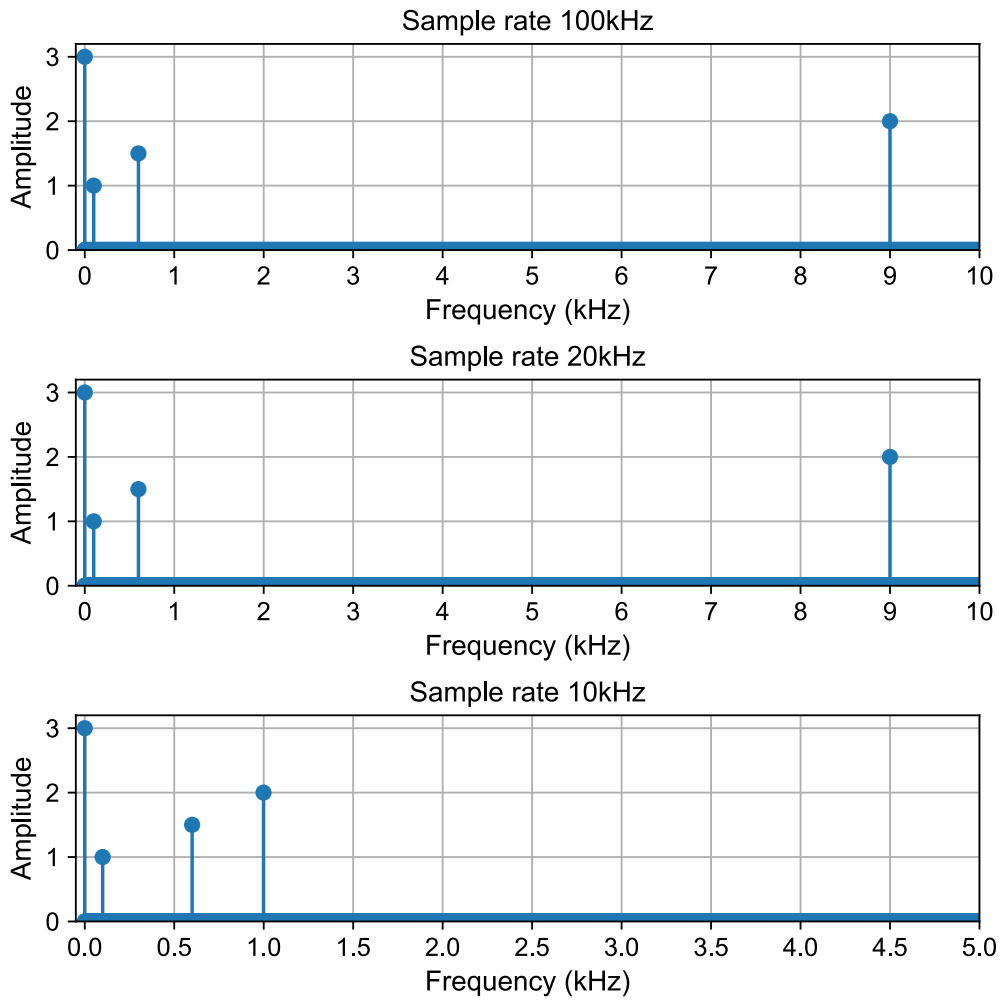 Sample rate 100kHz
3
2
1
0
Amplitude
0 1 2 3 4 5 6 7 8 9 10
Frequency (kHz)
Sample rate 20kHz
3
2
1
0
Amplitude
0 1 2 3 4 5 6 7 8 9 10
Frequency (kHz)
Sample rate 10kHz
3
2
1
0
Amplitude
0.0 0.5 1.0 1.5 2.0 2.5 3.0 3.5 4.0 4.5 5.0
Frequency (kHz)